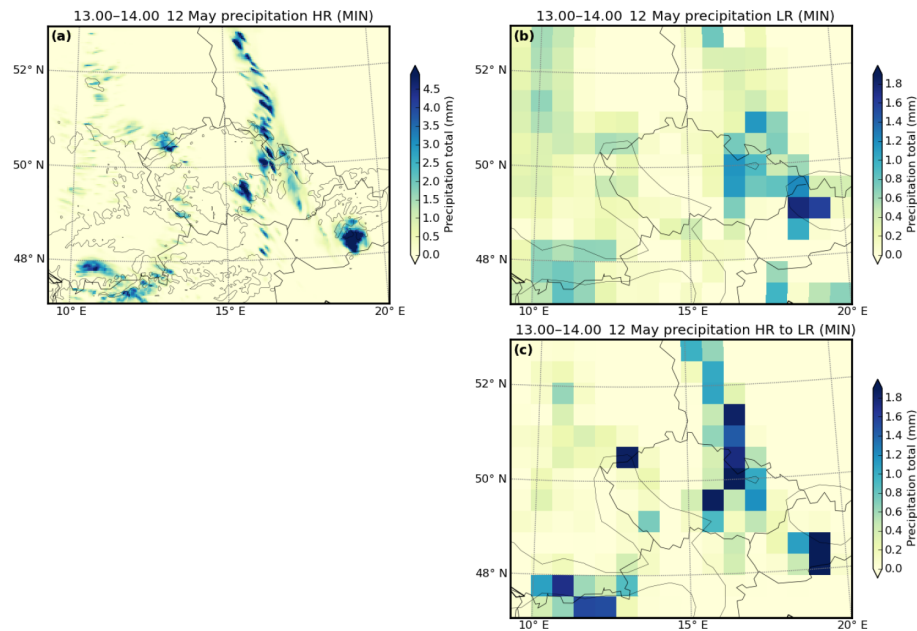 13.00–14.00 12 May precipitation HR (MIN)
(a)
52° N
50° N
48° N
10° E
15° E
20° E
4.5
4.0
3.5
3.0
2.5
2.0
1.5
1.0
0.5
0.0
Precipitation total (mm)
13.00–14.00 12 May precipitation LR (MIN)
(b)
52° N
50° N
48° N
10° E
15° E
20° E
1.8
1.6
1.4
1.2
1.0
0.8
0.6
0.4
0.2
0.0
Precipitation total (mm)
13.00–14.00 12 May precipitation HR to LR (MIN)
(c)
52° N
50° N
48° N
10° E
15° E
20° E
1.8
1.6
1.4
1.2
1.0
0.8
0.6
0.4
0.2
0.0
Precipitation total (mm)